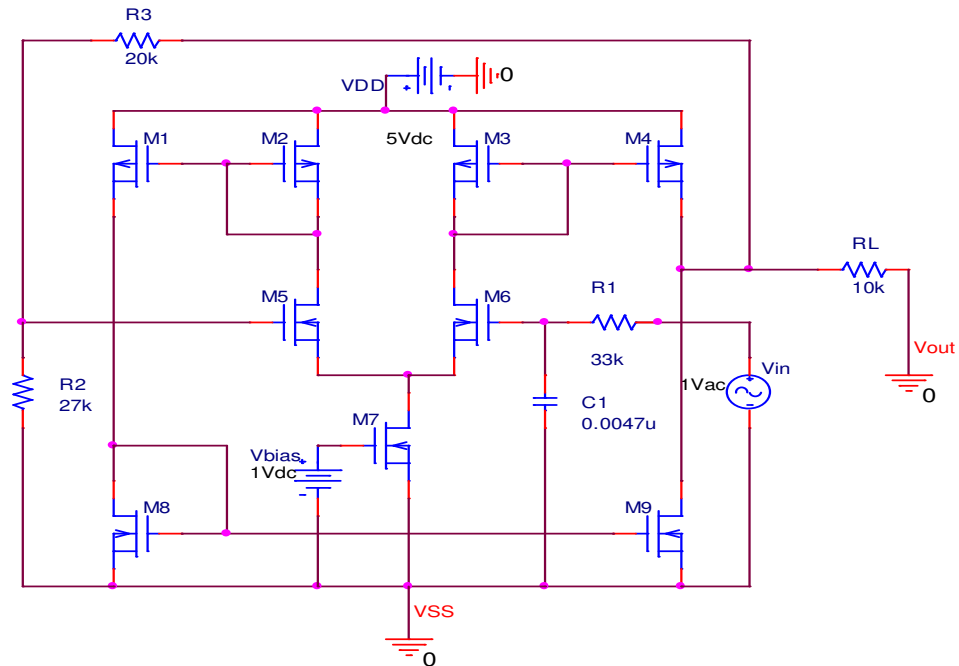 R3
20k
VDD
0
5Vdc
M1
M2
M3
M4
RL
10k
M5
M6
R1
33k
Vout
0
Vin
1Vac
R2
27k
C1
0.0047u
M7
Vbias
1Vdc
M8
M9
VSS
0